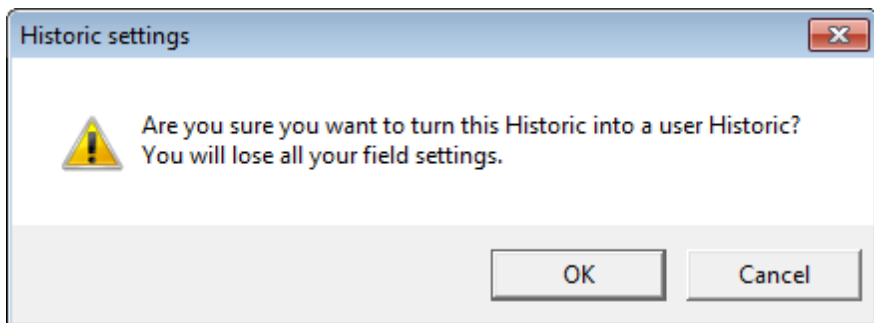 Historic settings
Are you sure you want to turn this Historic into a user Historic?
You will lose all your field settings.
OK
Cancel